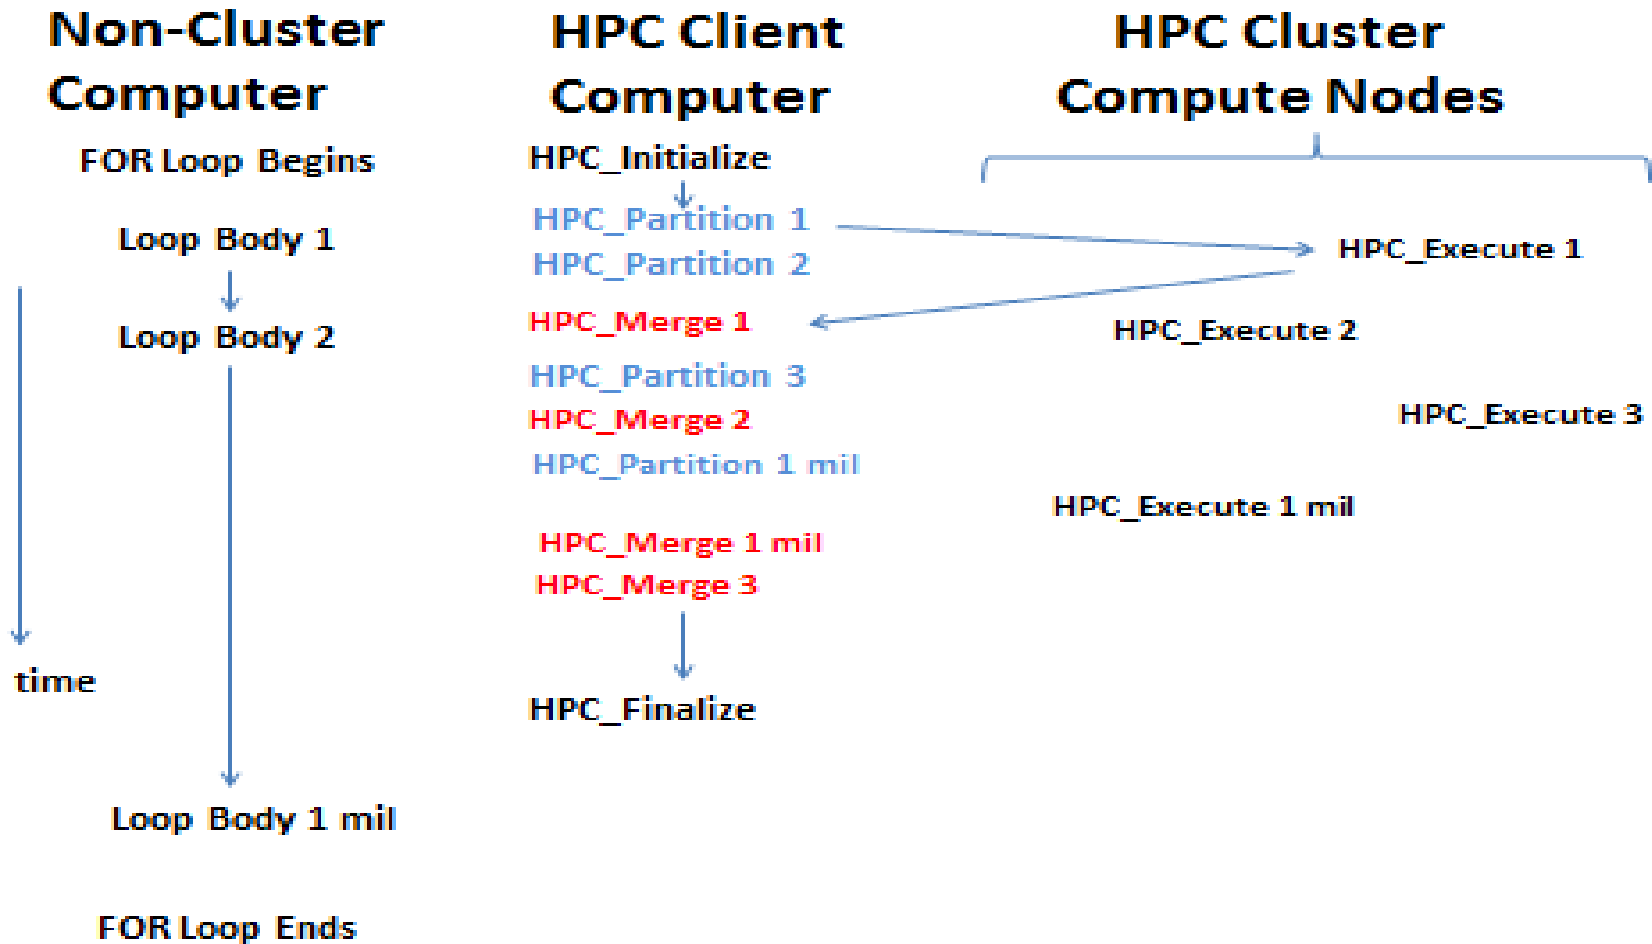 Non-Cluster
Computer
FOR Loop Begins
Loop Body 1
Loop Body 2
time
Loop Body 1 mil
FOR Loop Ends
HPC Client
Computer
HPC_Initialize
HPC_Partition 1
HPC_Partition 2
HPC_Merge 1
HPC_Partition 3
HPC_Merge 2
HPC_Partition 1 mil
HPC_Merge 1 mil
HPC_Merge 3
HPC_Finalize
HPC Cluster
Compute Nodes
HPC_Execute 1
HPC_Execute 2
HPC_Execute 3
HPC_Execute 1 mil